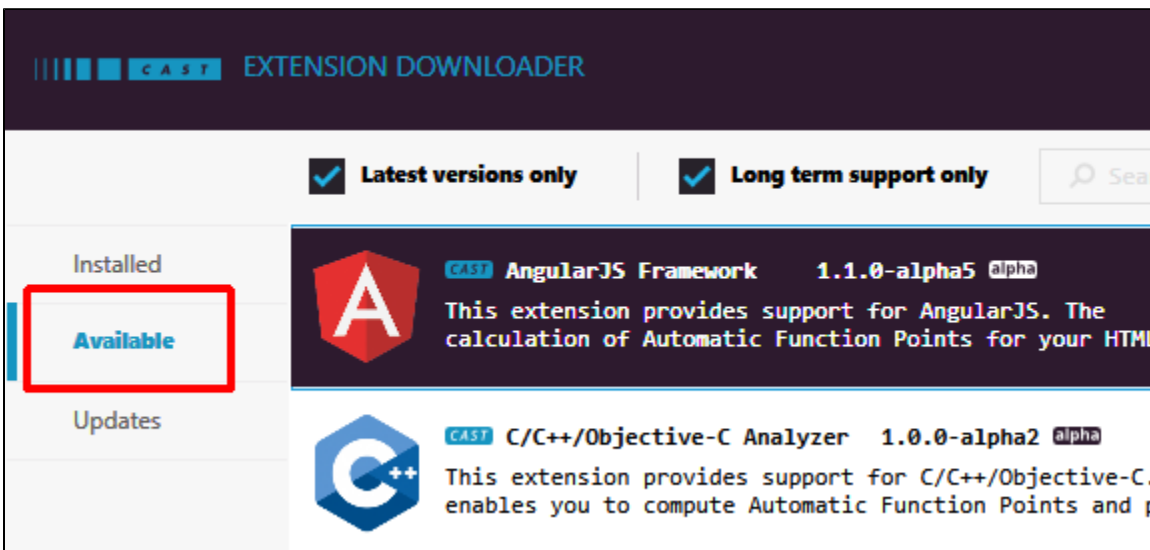 CAST EXTENSION DOWNLOADER
Latest versions only Long term support only Sea
Installed
Available
Updates
CAST AngularJS Framework 1.1.0-alpha5 alpha
This extension provides support for AngularJS. The
calculation of Automatic Function Points for your HTML
CAST C/C++/Objective-C Analyzer 1.0.0-alpha2 alpha
C++
This extension provides support for C/C++/Objective-C.
enables you to compute Automatic Function Points and p